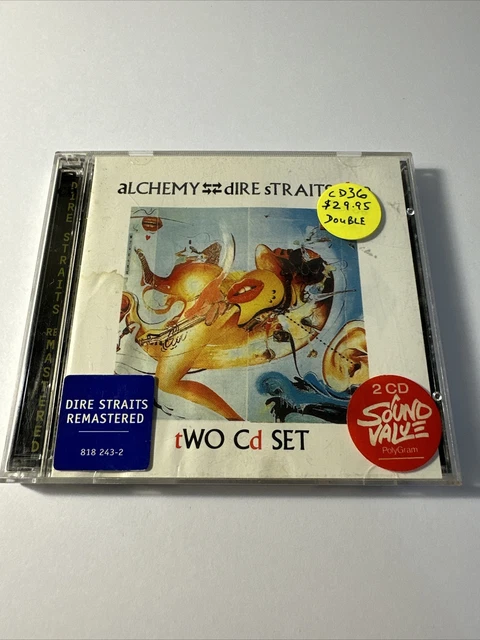 aLCHEMY ⇆⇄ dIRE sTRAITS
CD36
$29.95
DOUBLE
DIRE STRAITS REMASTERED
DIRE STRAITS
REMASTERED
818 243-2
tWO Cd SET
2 CD
A
SOUND
VALUE
PolyGram